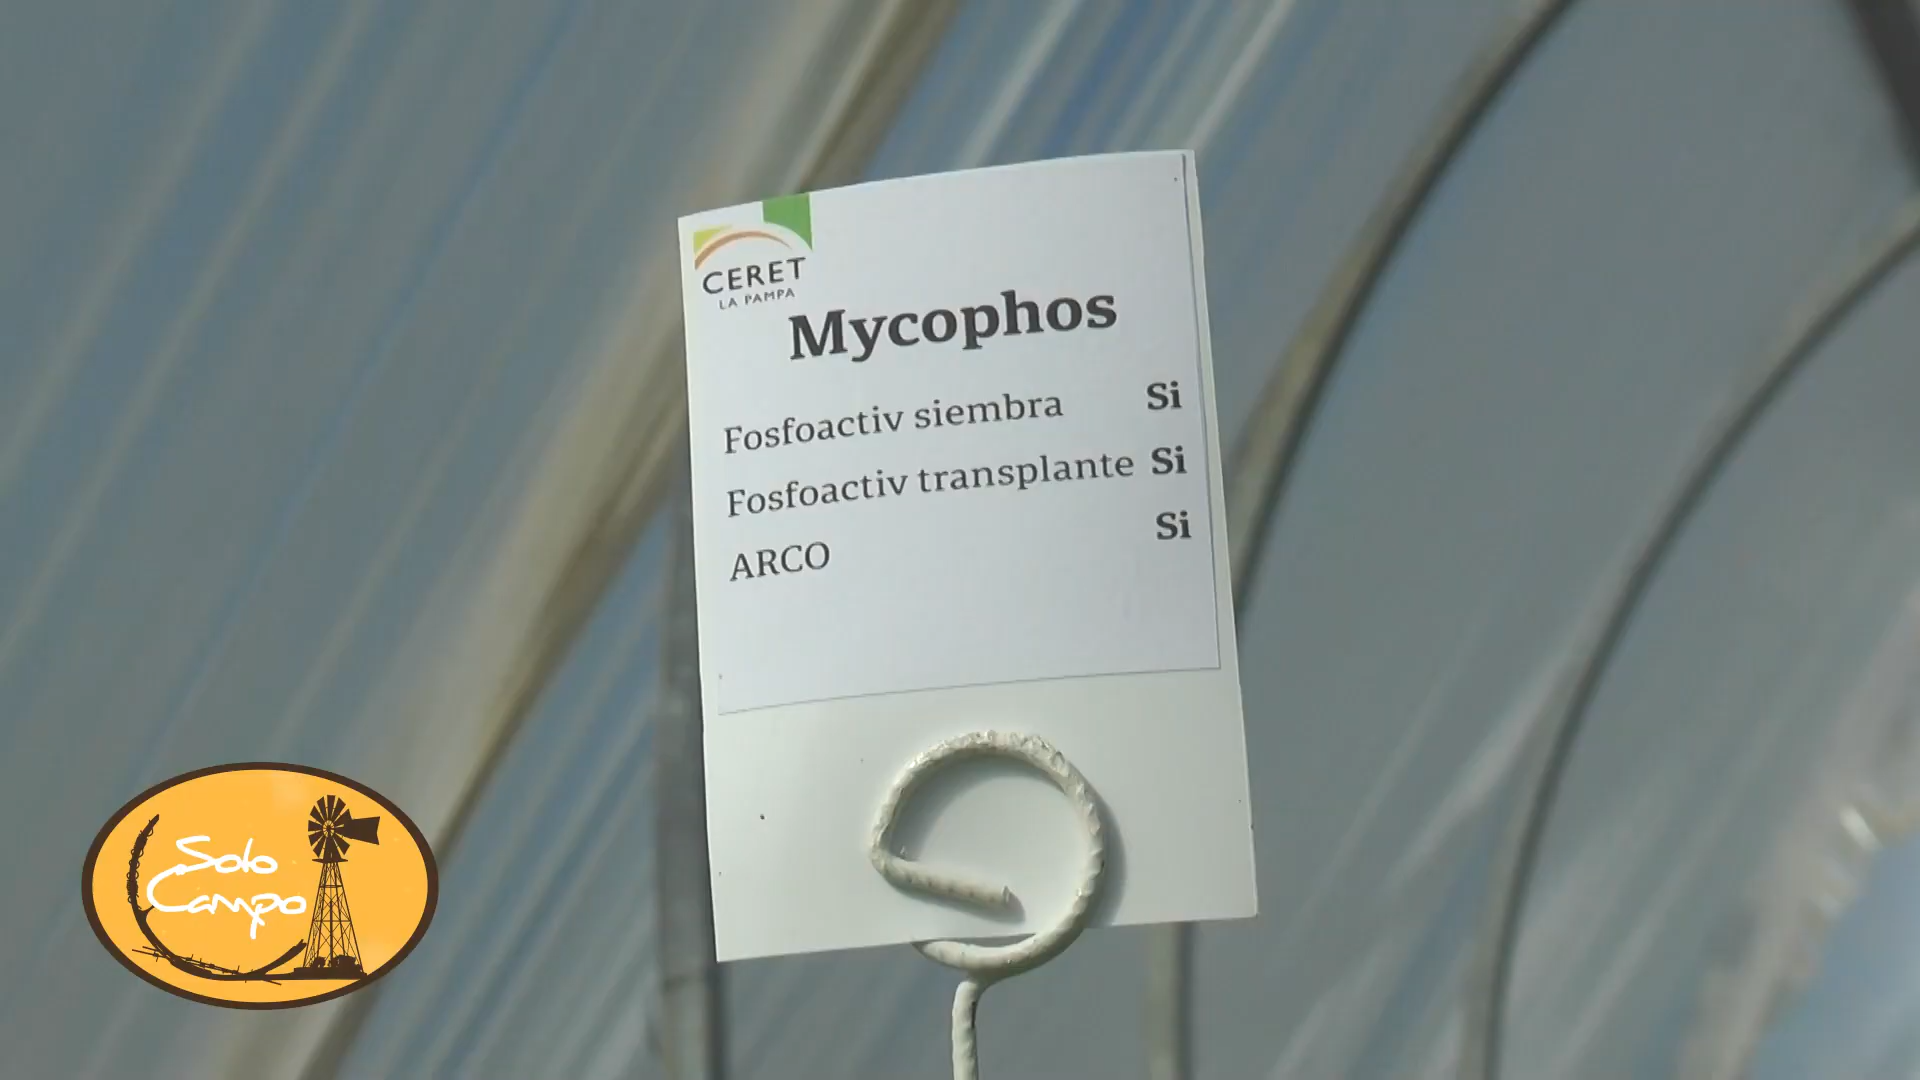 CERET
LA PAMPA
Mycophos
Fosfoactiv siembra Si
Fosfoactiv transplante Si
ARCO Si
Solo
Campo